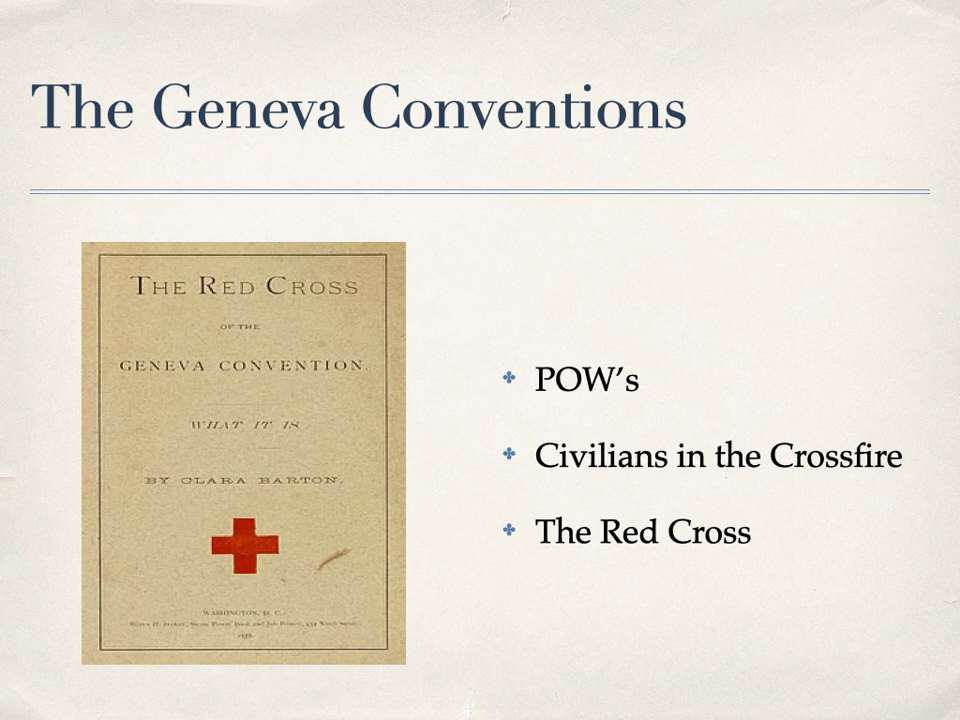 The Geneva Conventions
THE RED CROSS
OF THE
GENEVA CONVENTION.
WHAT IT IS
BY CLARA BARTON.
WASHINGTON, D. C.:
1878.
POW’s
Civilians in the Crossfire
The Red Cross